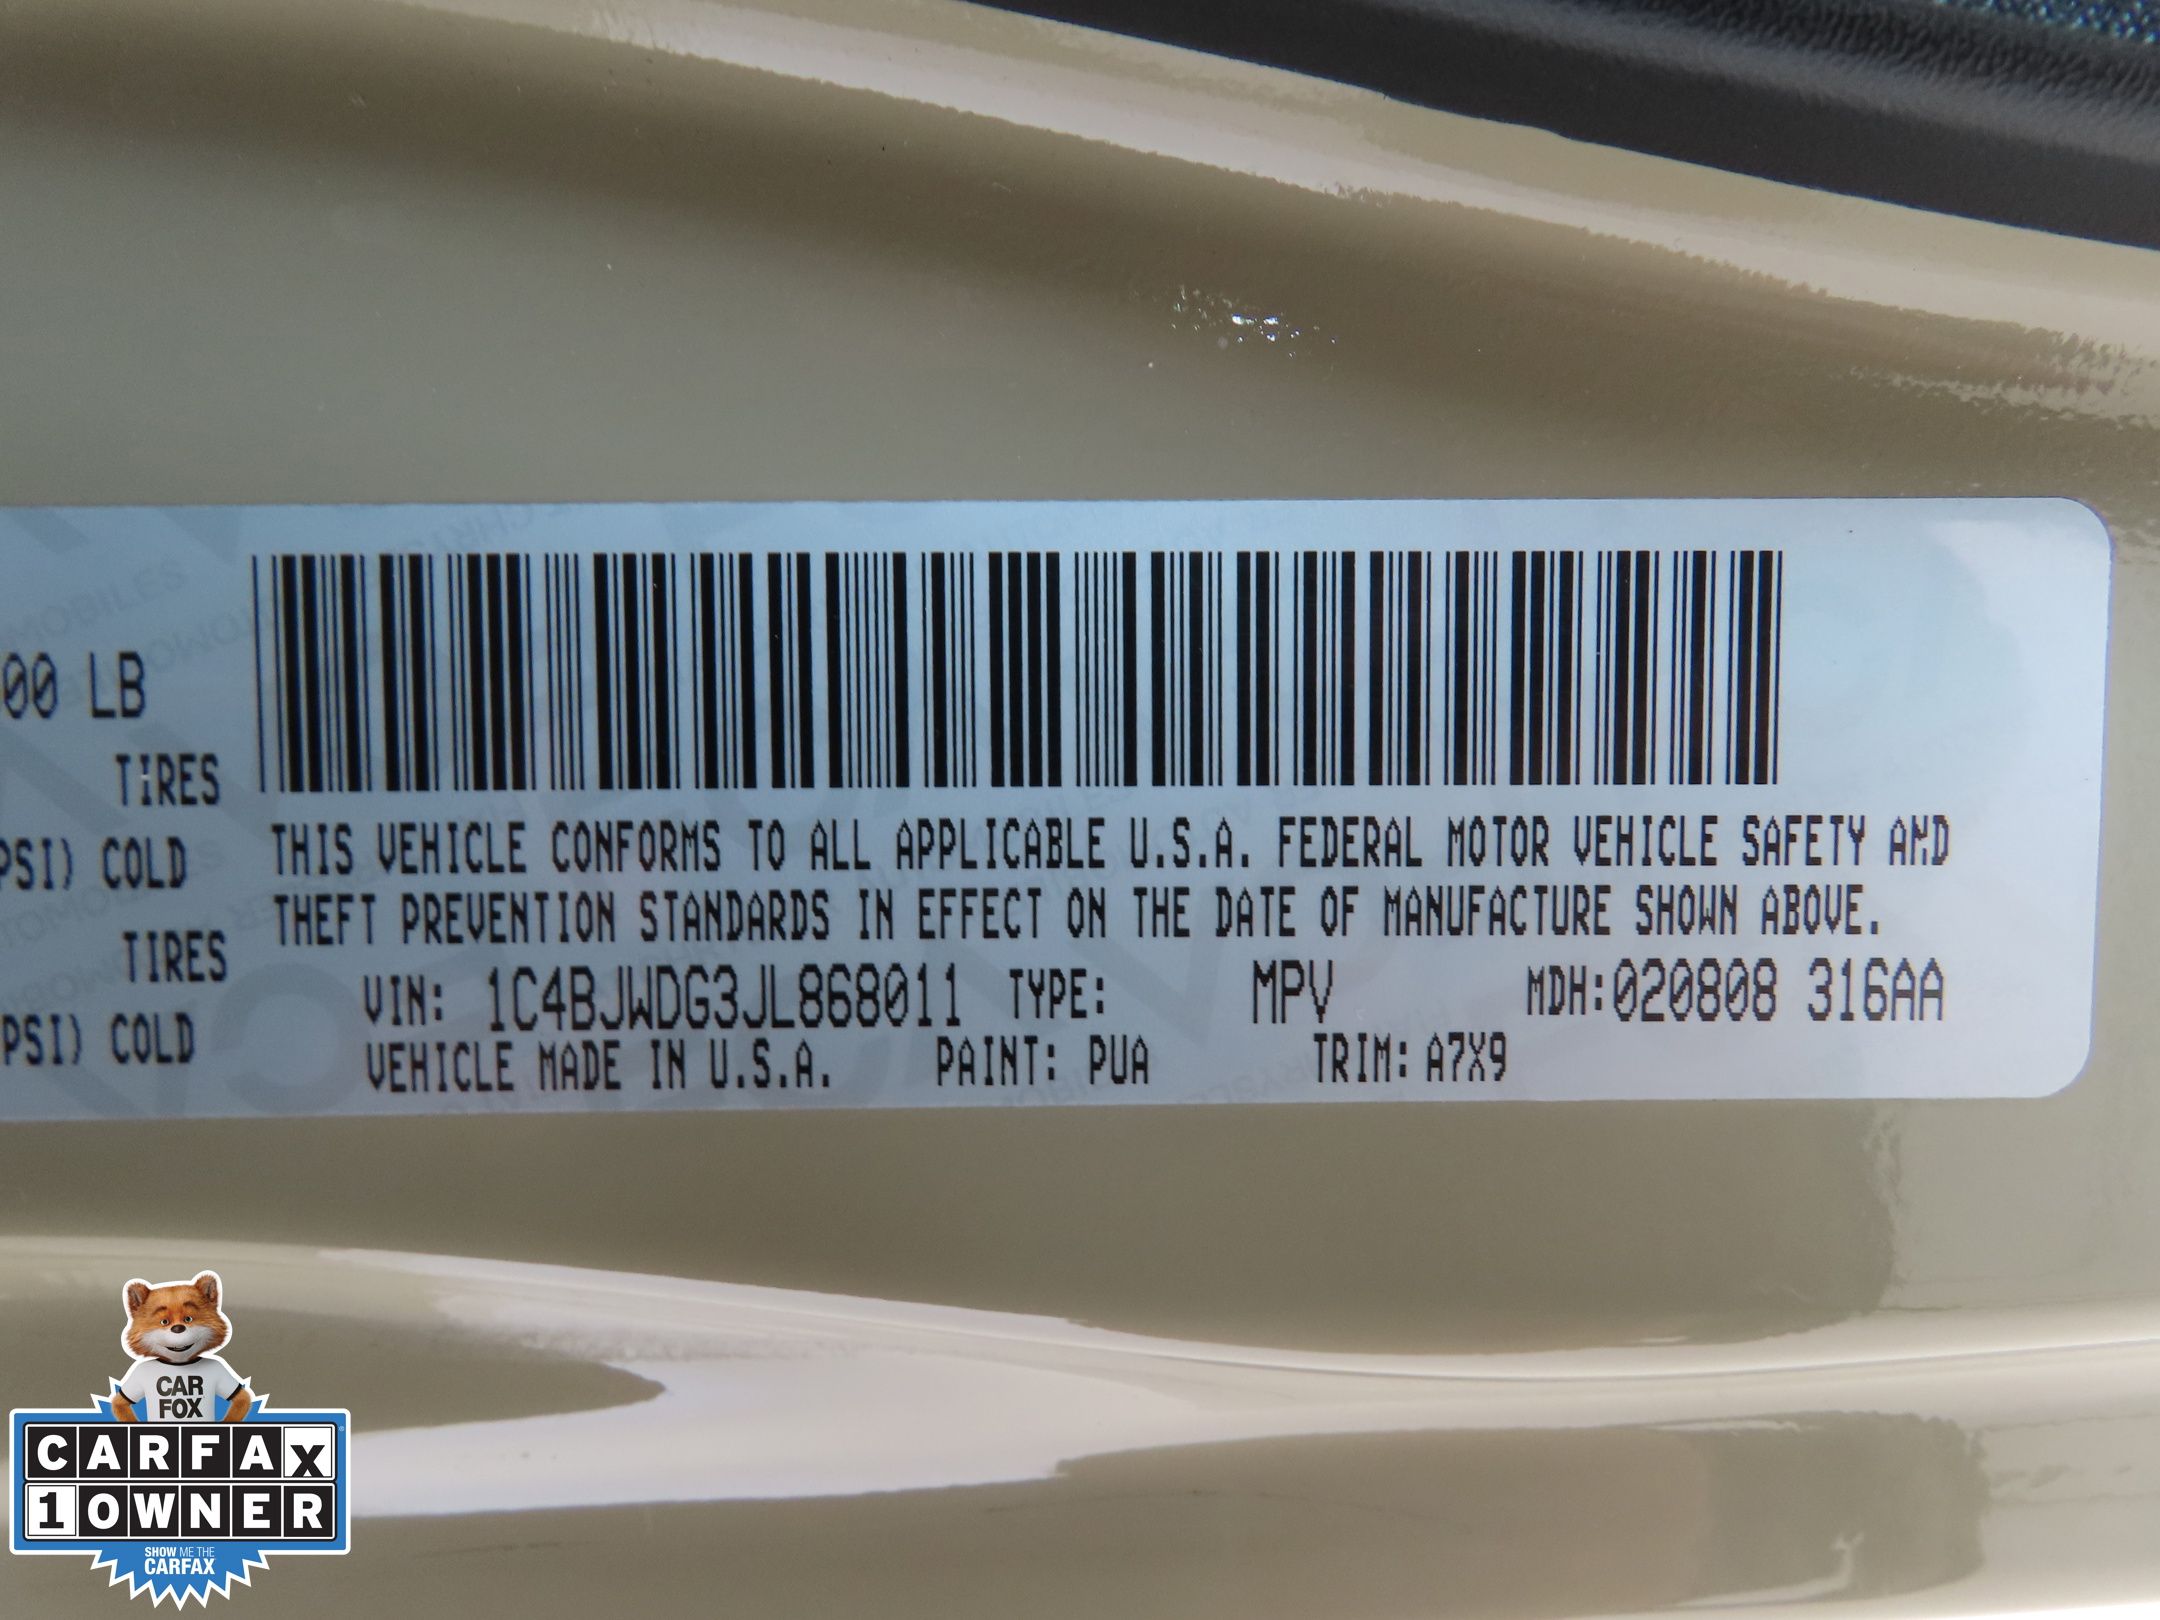 00 LB
TIRES
PSI) COLD
TIRES
PSI) COLD
THIS VEHICLE CONFORMS TO ALL APPLICABLE U.S.A. FEDERAL MOTOR VEHICLE SAFETY AND
THEFT PREVENTION STANDARDS IN EFFECT ON THE DATE OF MANUFACTURE SHOWN ABOVE.
VIN: 1C4BJWDG3JL868011 TYPE: MPV MDH:020808 316AA
VEHICLE MADE IN U.S.A. PAINT: PUA TRIM: A7X9
CAR
FOX
CARFAX
1 OWNER
SHOW ME THE
CARFAX